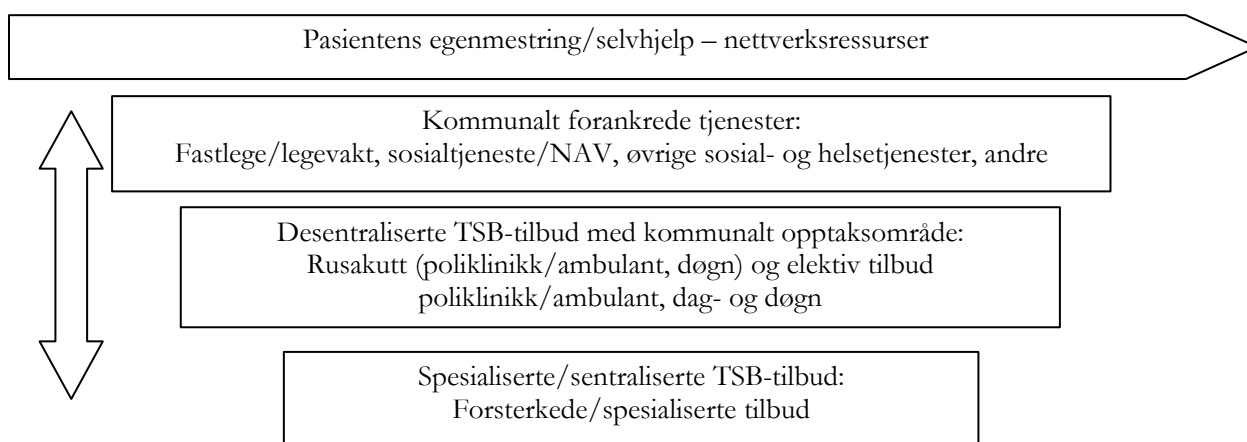 Pasientens egenmestring/selvhjelp – nettverksressurser
Kommunalt forankrede tjenester:
Fastlege/legevakt, sosialtjeneste/NAV, øvrige sosial- og helsetjenester, andre
Desentraliserte TSB-tilbud med kommunalt opptaksområde:
Rusakutt (poliklinikk/ambulant, døgn) og elektiv tilbud
poliklinikk/ambulant, dag- og døgn
Spesialiserte/sentraliserte TSB-tilbud:
Forsterkede/spesialiserte tilbud